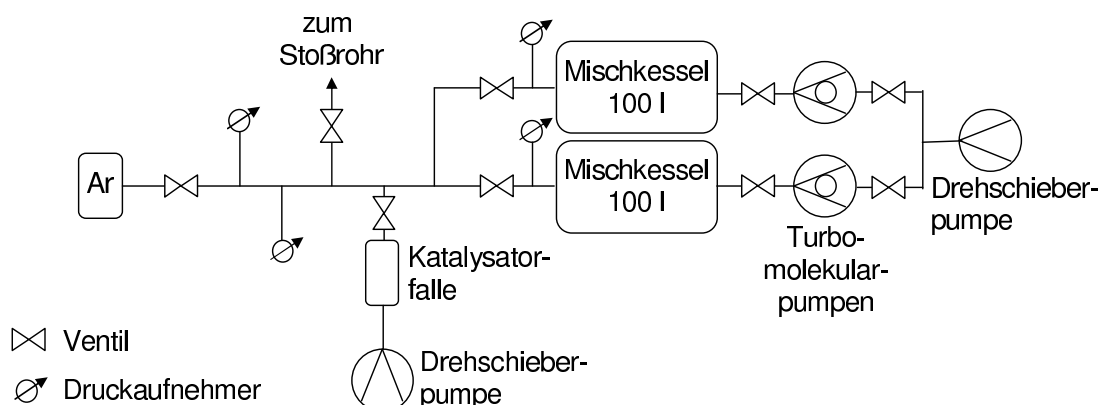 zum
Stoßrohr
Mischkessel
100 l
Ar
Mischkessel
100 l
Drehschieber-
pumpe
Turbo-
molekular-
pumpen
Katalysator-
falle
Ventil
Druckaufnehmer
Drehschieber-
pumpe